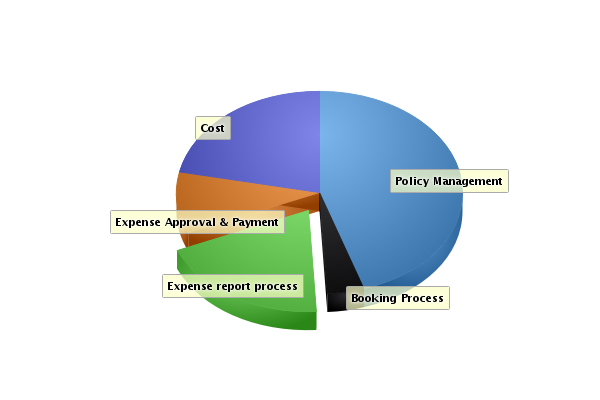 Cost
Policy Management
Expense Approval & Payment
Expense report process
Booking Process